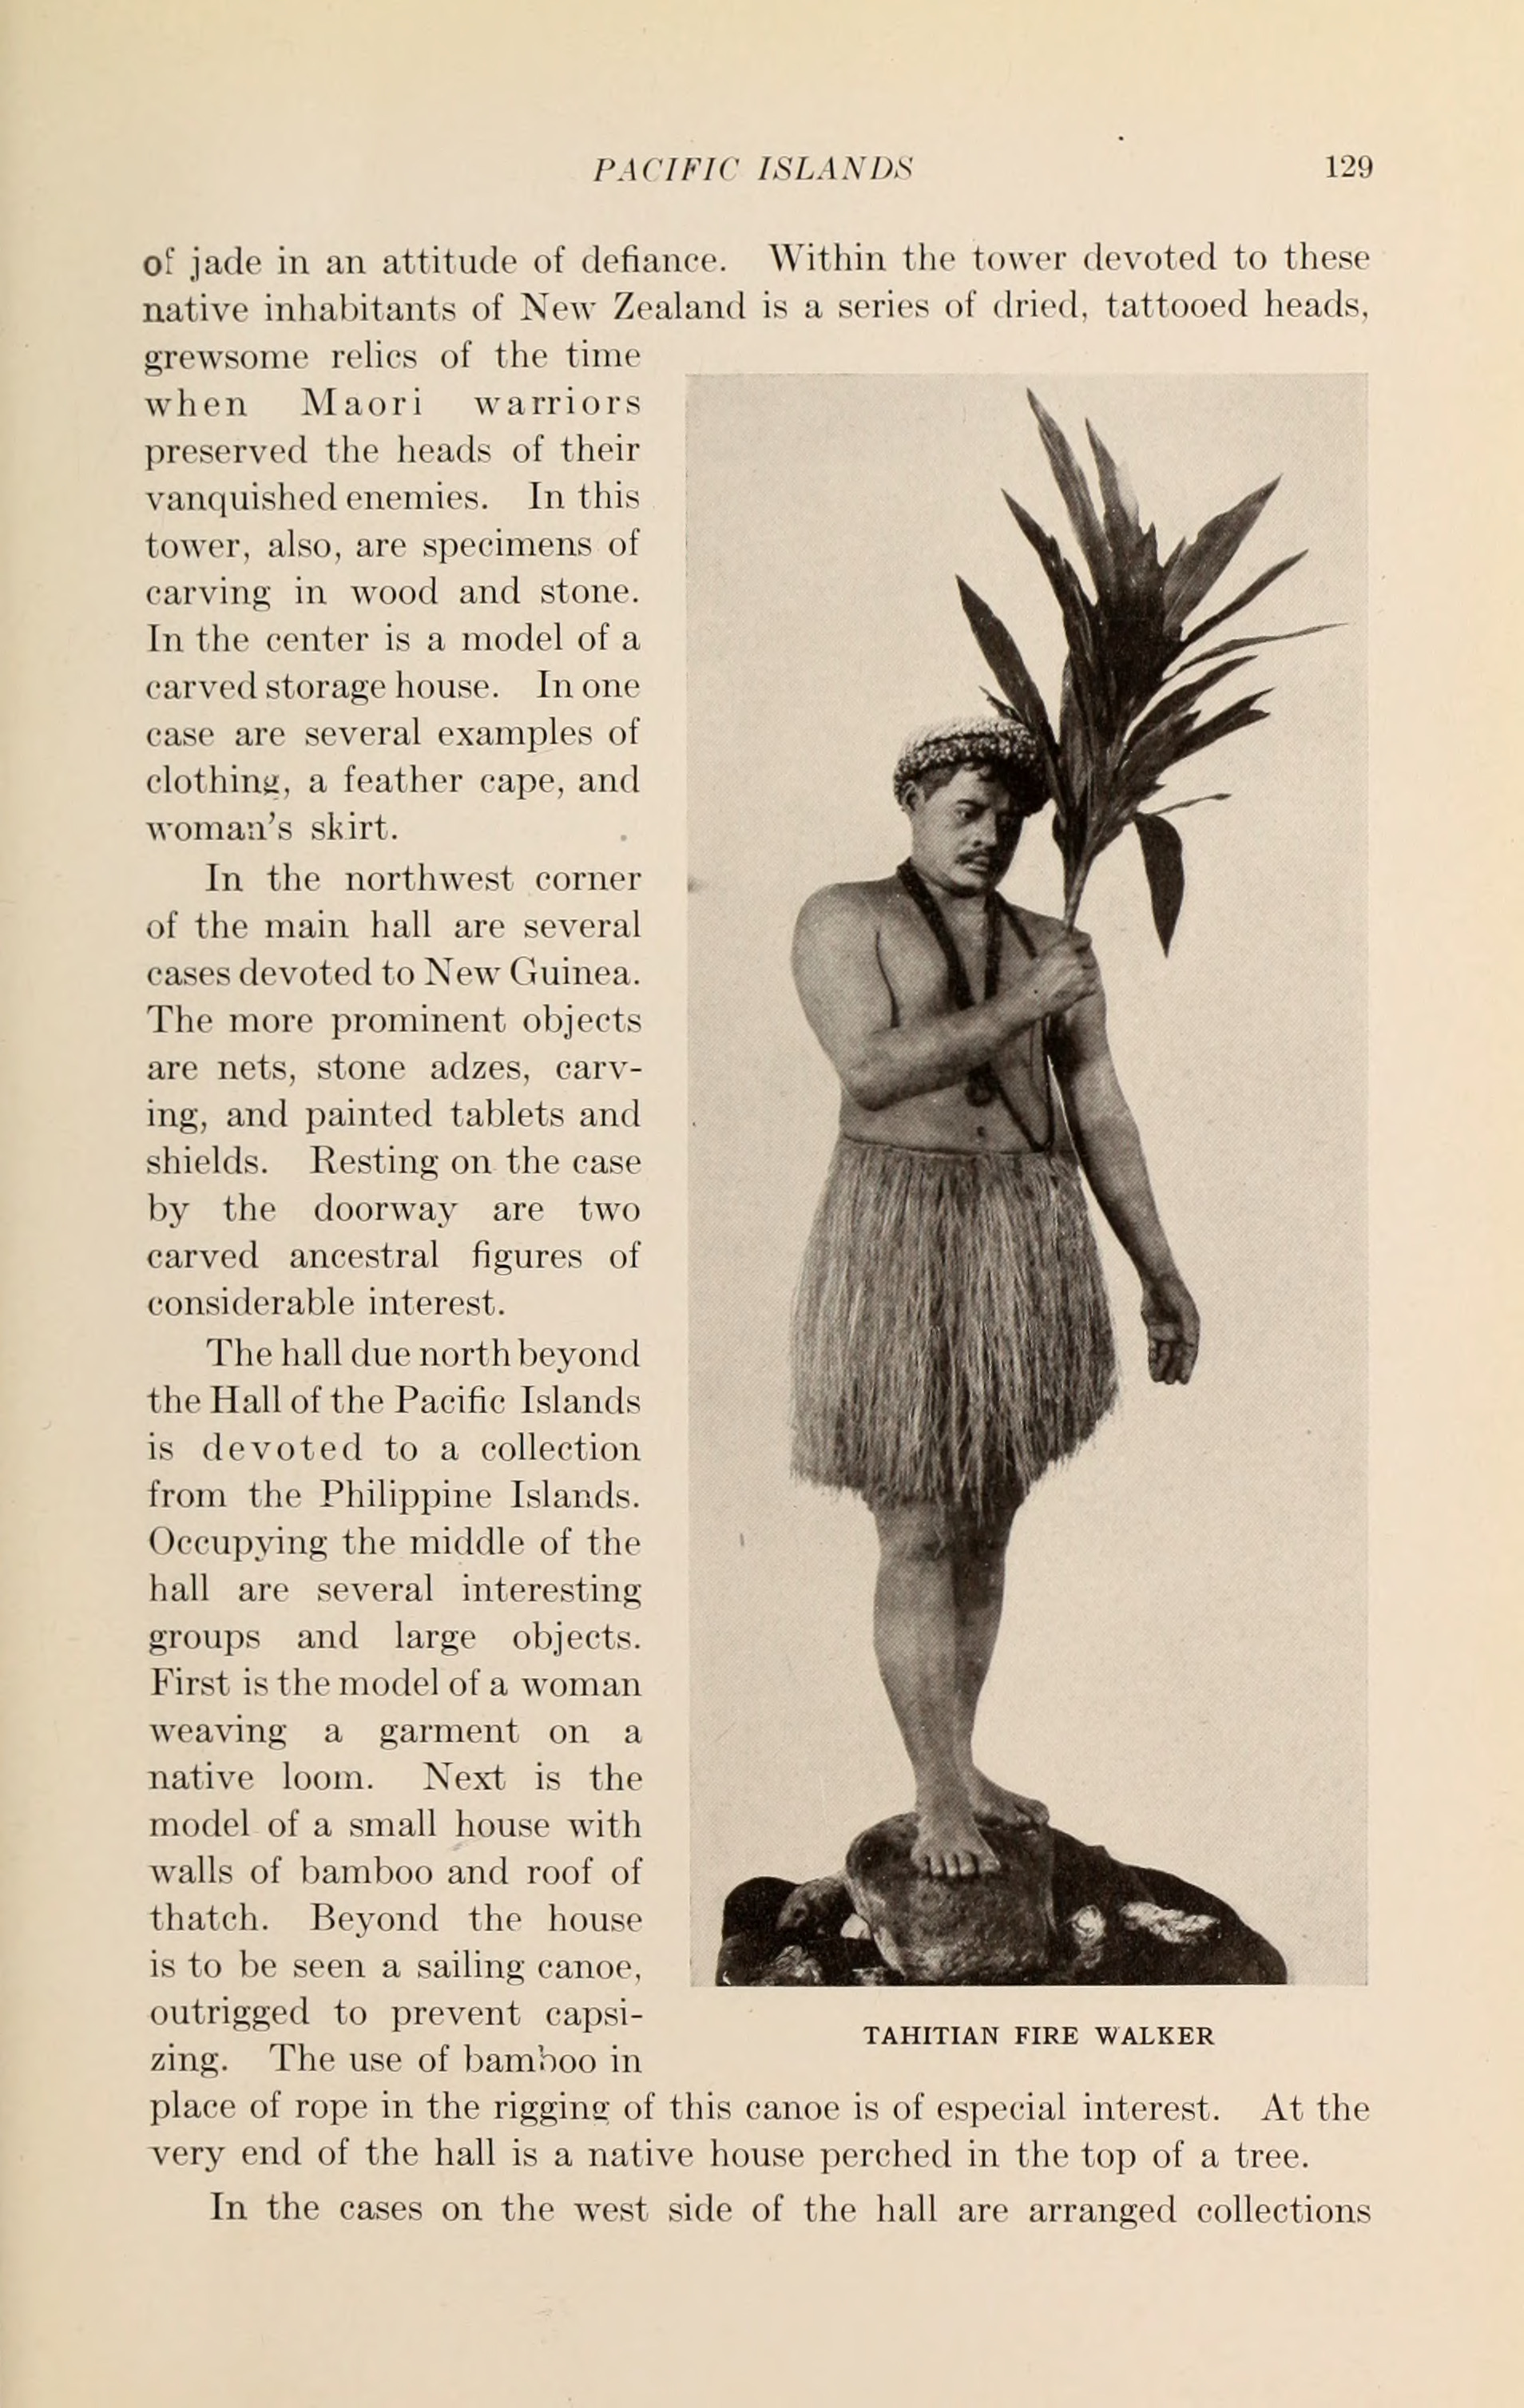 PACIFIC ISLANDS 129
of jade in an attitude of defiance. Within the tower devoted to these
native inhabitants of New Zealand is a series of dried, tattooed heads,
grewsome relics of the time
when Maori warriors
preserved the heads of their
vanquished enemies. In this
tower, also, are specimens of
carving in wood and stone.
In the center is a model of a
carved storage house. In one
case are several examples of
clothing, a feather cape, and
woman's skirt.
In the northwest corner
of the main hall are several
cases devoted to New Guinea.
The more prominent objects
are nets, stone adzes, carv-
ing, and painted tablets and
shields. Resting on the case
by the doorway are two
carved ancestral figures of
considerable interest.
The hall due north beyond
the Hall of the Pacific Islands
is devoted to a collection
from the Philippine Islands.
Occupying the middle of the
hall are several interesting
groups and large objects.
First is the model of a woman
weaving a garment on a
native loom. Next is the
model of a small house with
walls of bamboo and roof of
thatch. Beyond the house
is to be seen a sailing canoe,
outrigged to prevent capsi-
zing. The use of bamboo in
place of rope in the rigging of this canoe is of especial interest. At the
very end of the hall is a native house perched in the top of a tree.
In the cases on the west side of the hall are arranged collections
TAHITIAN FIRE WALKER